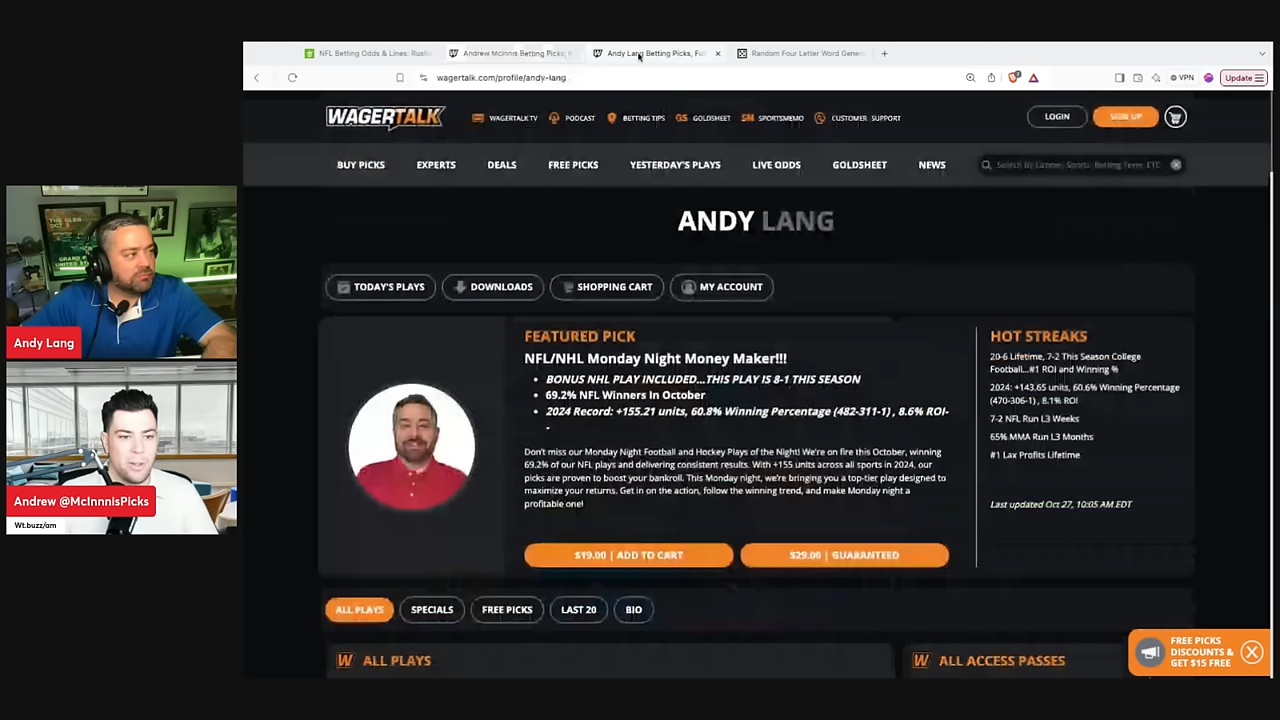 NFL Betting Odds & Lines: Rushi
Andrew McInnis Betting Picks,
Andy Lang Betting Picks, Ful
Random Four Letter Word Gener
wagertalk.com/profile/andy-lang
VPN
Update
WAGERTALK
WAGERTALK TV
PODCAST
BETTING TIPS
GS GOLDSHEET
SM SPORTSMEMO
CUSTOMER SUPPORT
LOGIN
SIGN UP
BUY PICKS
EXPERTS
DEALS
FREE PICKS
YESTERDAY'S PLAYS
LIVE ODDS
GOLDSHEET
NEWS
ANDY LANG
TODAY'S PLAYS
DOWNLOADS
SHOPPING CART
MY ACCOUNT
FEATURED PICK
NFL/NHL Monday Night Money Maker!!!
• BONUS NHL PLAY INCLUDED...THIS PLAY IS 8-1 THIS SEASON
• 69.2% NFL Winners In October
• 2024 Record: +155.21 units, 60.8% Winning Percentage (482-311-1) , 8.6% ROI-
-
Don't miss our Monday Night Football and Hockey Plays of the Night! We're on fire this October, winning
69.2% of our NFL plays and delivering consistent results. With +155 units across all sports in 2024, our
picks are proven to boost your bankroll. This Monday night, we're bringing you a top-tier play designed to
maximize your returns. Get in on the action, follow the winning trend, and make Monday night a
profitable one!
$19.00 | ADD TO CART
$29.00 | GUARANTEED
HOT STREAKS
20-6 Lifetime, 7-2 This Season College
Football...#1 ROI and Winning %
2024: +143.65 units, 60.6% Winning Percentage
(470-306-1) , 8.1% ROI
7-2 NFL Run L3 Weeks
65% MMA Run L3 Months
#1 Lax Profits Lifetime
Last updated Oct 27, 10:05 AM EDT
ALL PLAYS
SPECIALS
FREE PICKS
LAST 20
BIO
W ALL PLAYS
W ALL ACCESS PASSES
FREE PICKS
DISCOUNTS &
GET $15 FREE
Andy Lang
Andrew @McInnnisPicks
Wt.buzz/am